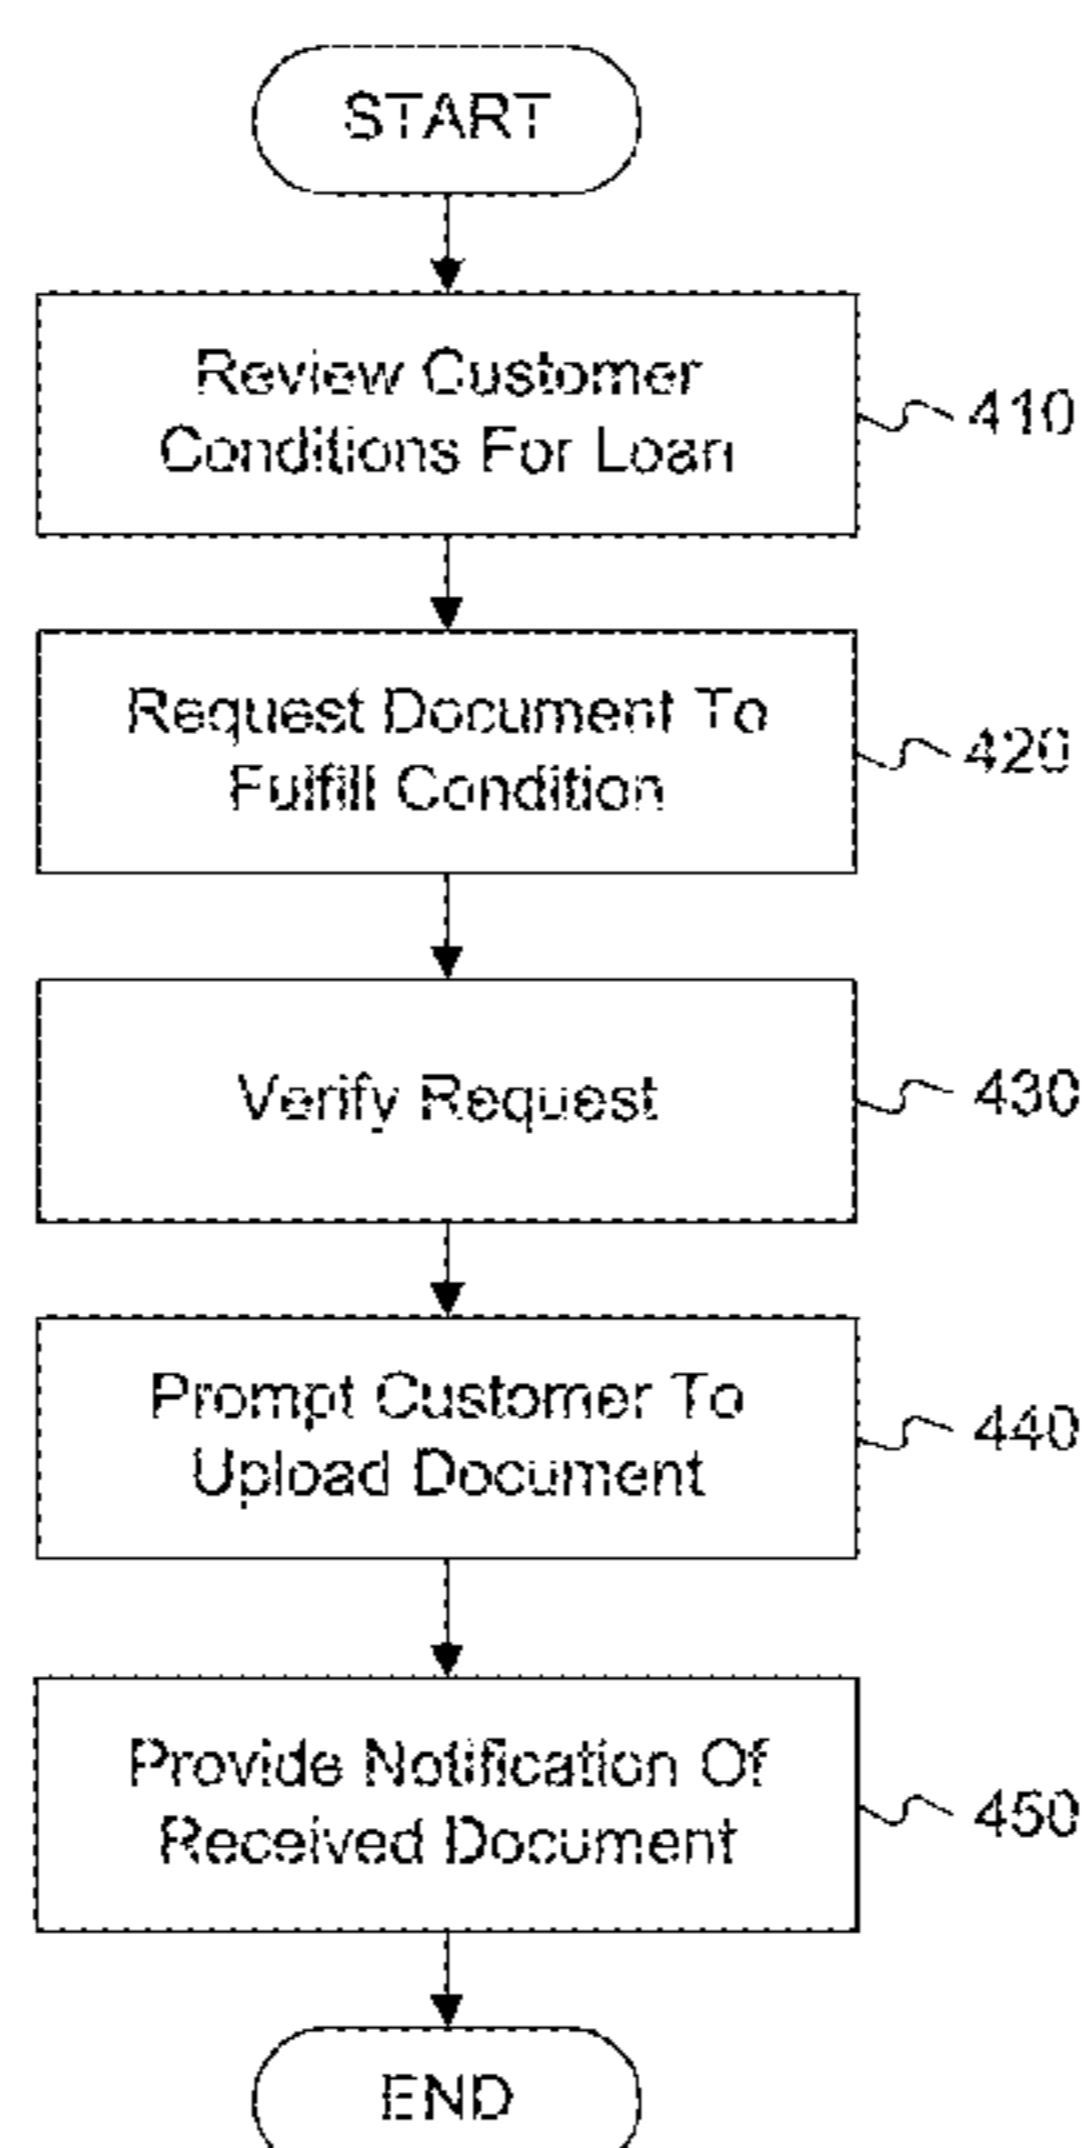 START
Review Customer
Conditions For Loan
410
Request Document To
Fulfill Condition
420
Verify Request
430
Prompt Customer To
Upload Document
440
Provide Notification Of
Received Document
450
END